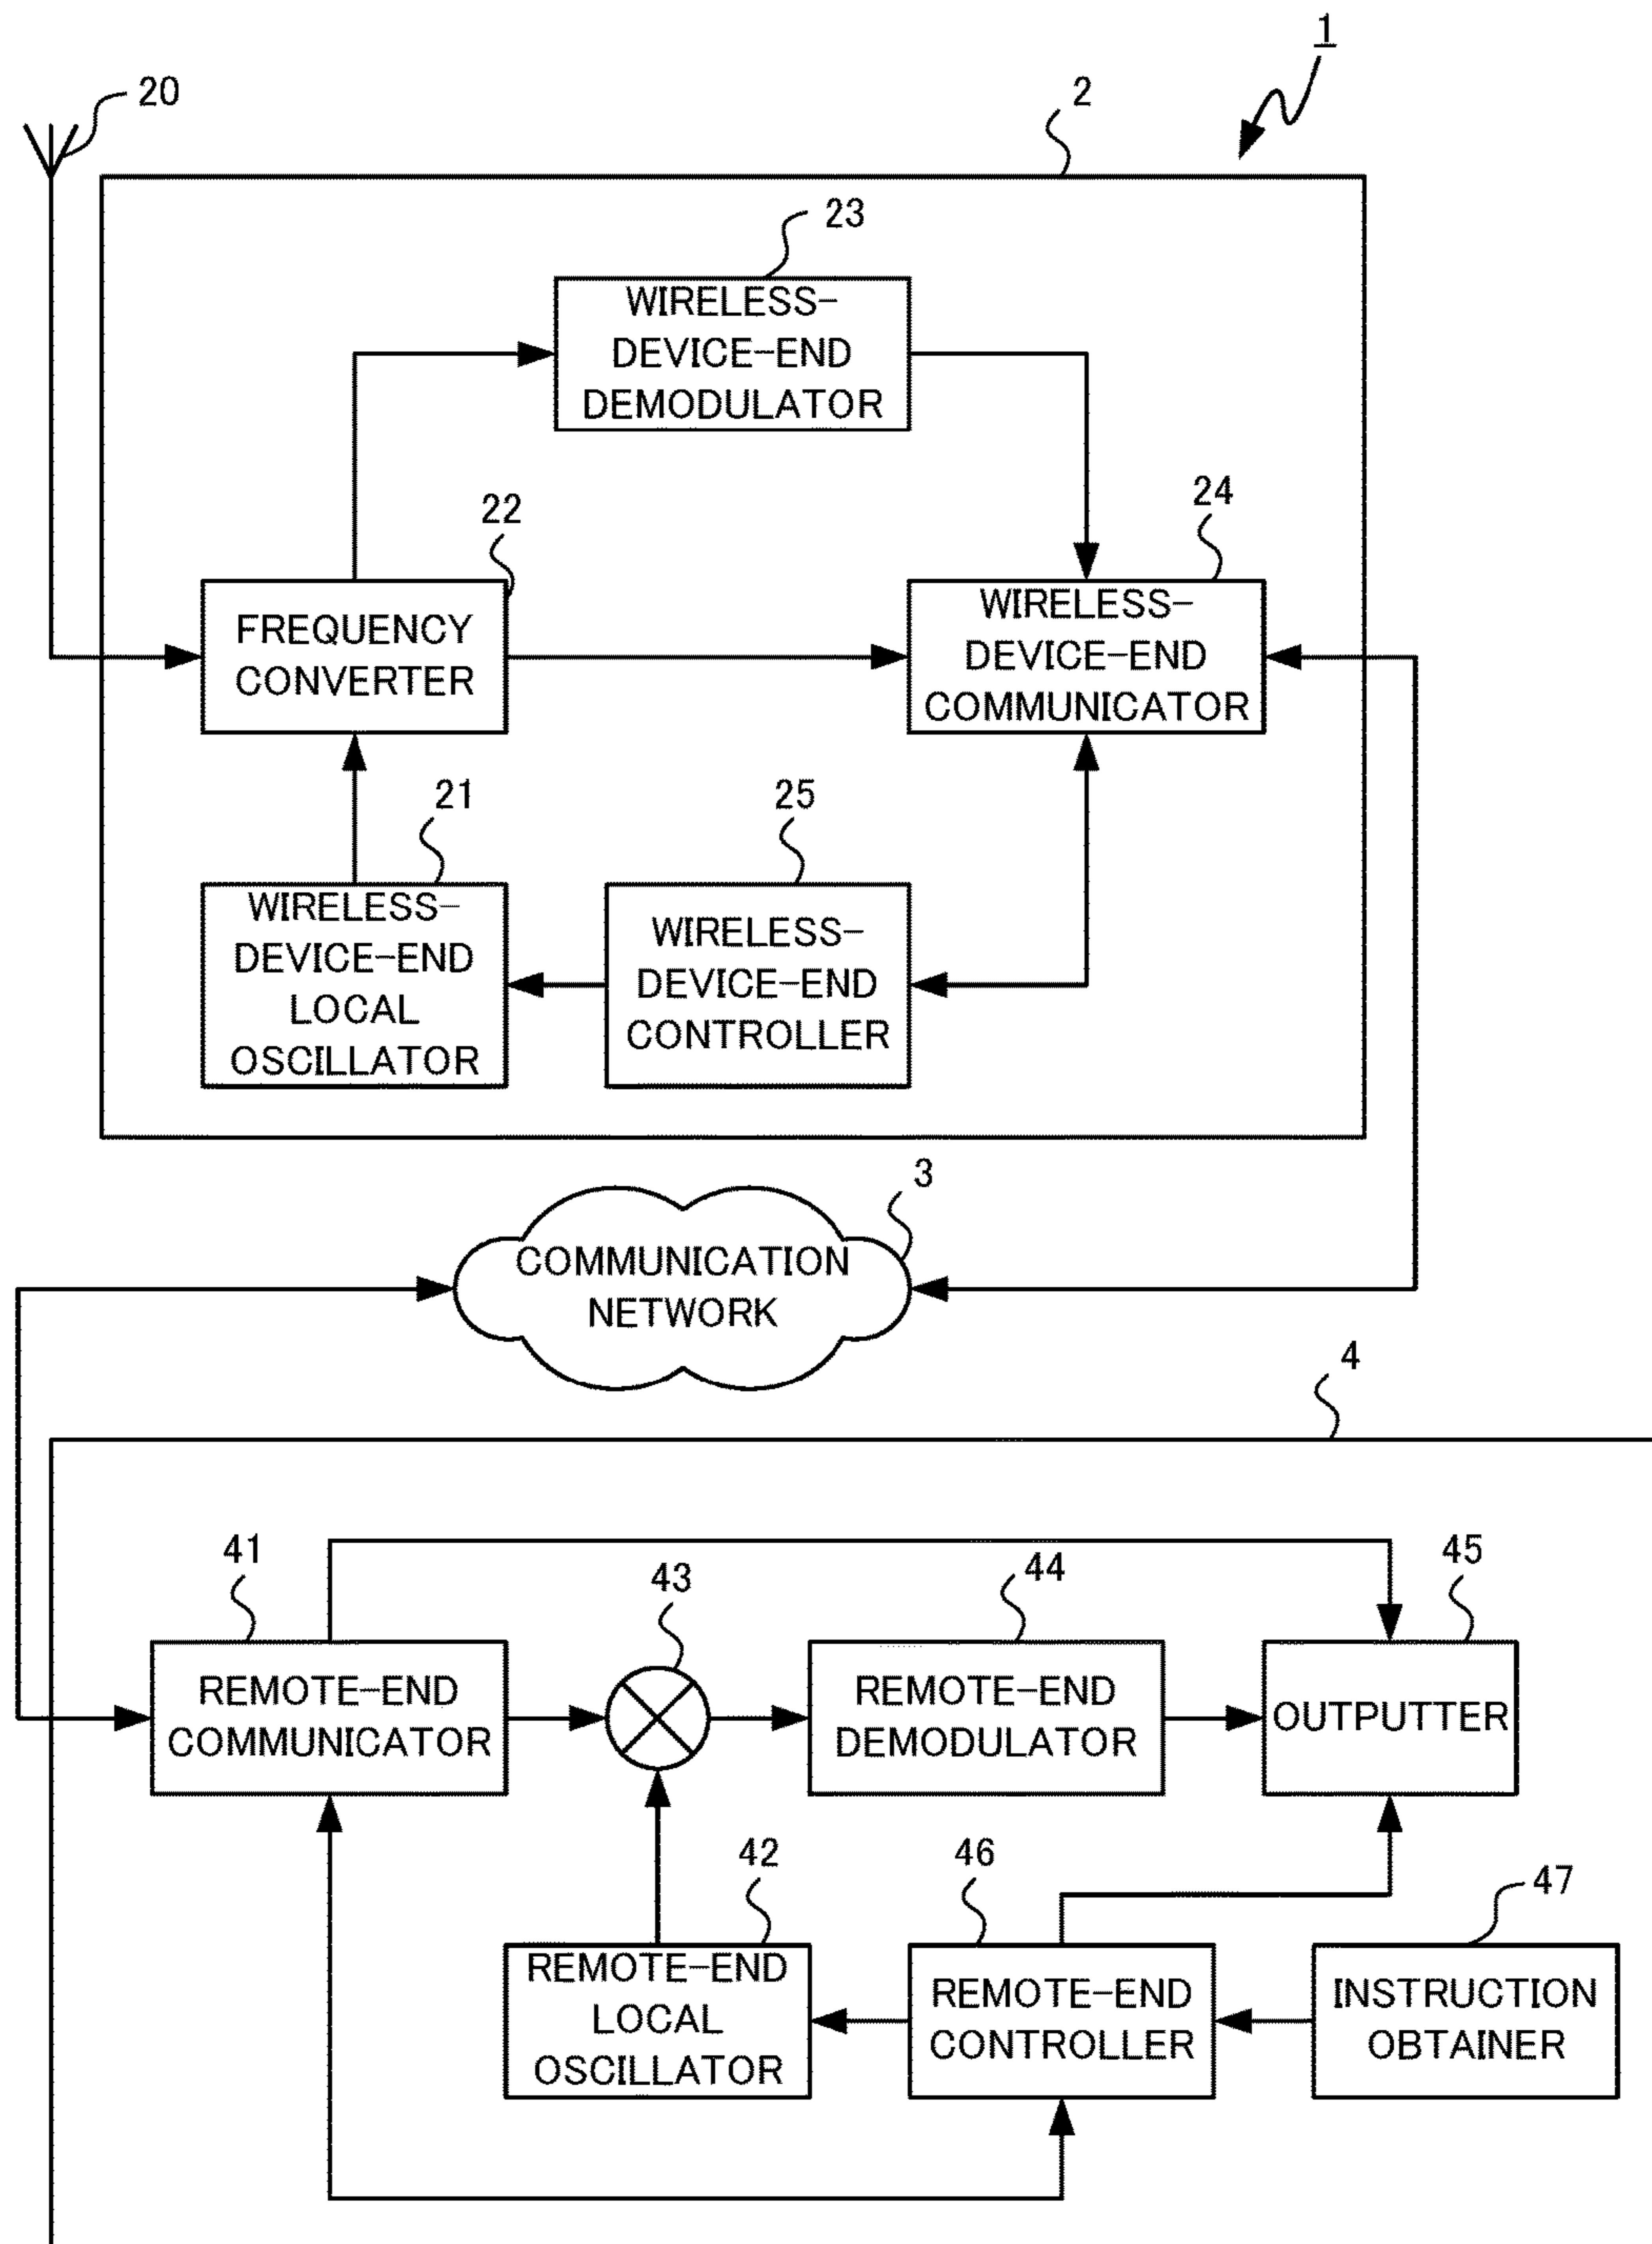 1
20
2
23
WIRELESS-
DEVICE-END
DEMODULATOR
22
24
FREQUENCY
CONVERTER
WIRELESS-
DEVICE-END
COMMUNICATOR
21
25
WIRELESS-
DEVICE-END
LOCAL
OSCILLATOR
WIRELESS-
DEVICE-END
CONTROLLER
3
COMMUNICATION
NETWORK
4
41
43
44
45
REMOTE-END
COMMUNICATOR
REMOTE-END
DEMODULATOR
OUTPUTTER
42
46
47
REMOTE-END
LOCAL
OSCILLATOR
REMOTE-END
CONTROLLER
INSTRUCTION
OBTAINER